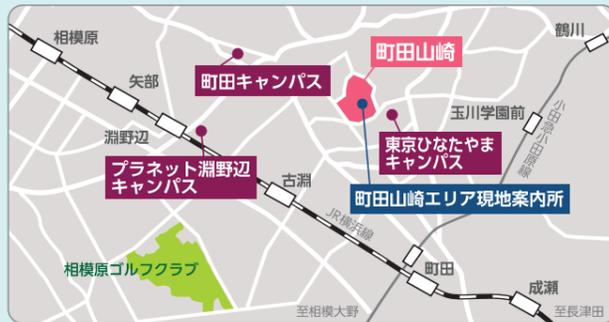 相模原
鶴川
町田山崎
町田キャンパス
矢部
玉川学園前
小田急小田原線
淵野辺
東京ひなたやま
キャンパス
プラネット淵野辺
キャンパス
古淵
町田山崎エリア現地案内所
JR横浜線
相模原ゴルフクラブ
町田
成瀬
至相模大野
至長津田